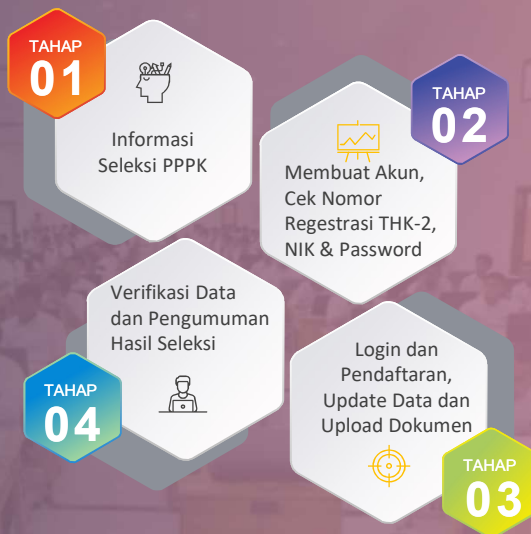 TAHAP
01
Informasi
Seleksi PPPK
TAHAP
02
Membuat Akun,
Cek Nomor
Regestrasi THK-2,
NIK & Password
TAHAP
03
Login dan
Pendaftaran,
Update Data dan
Upload Dokumen
TAHAP
04
Verifikasi Data
dan Pengumuman
Hasil Seleksi